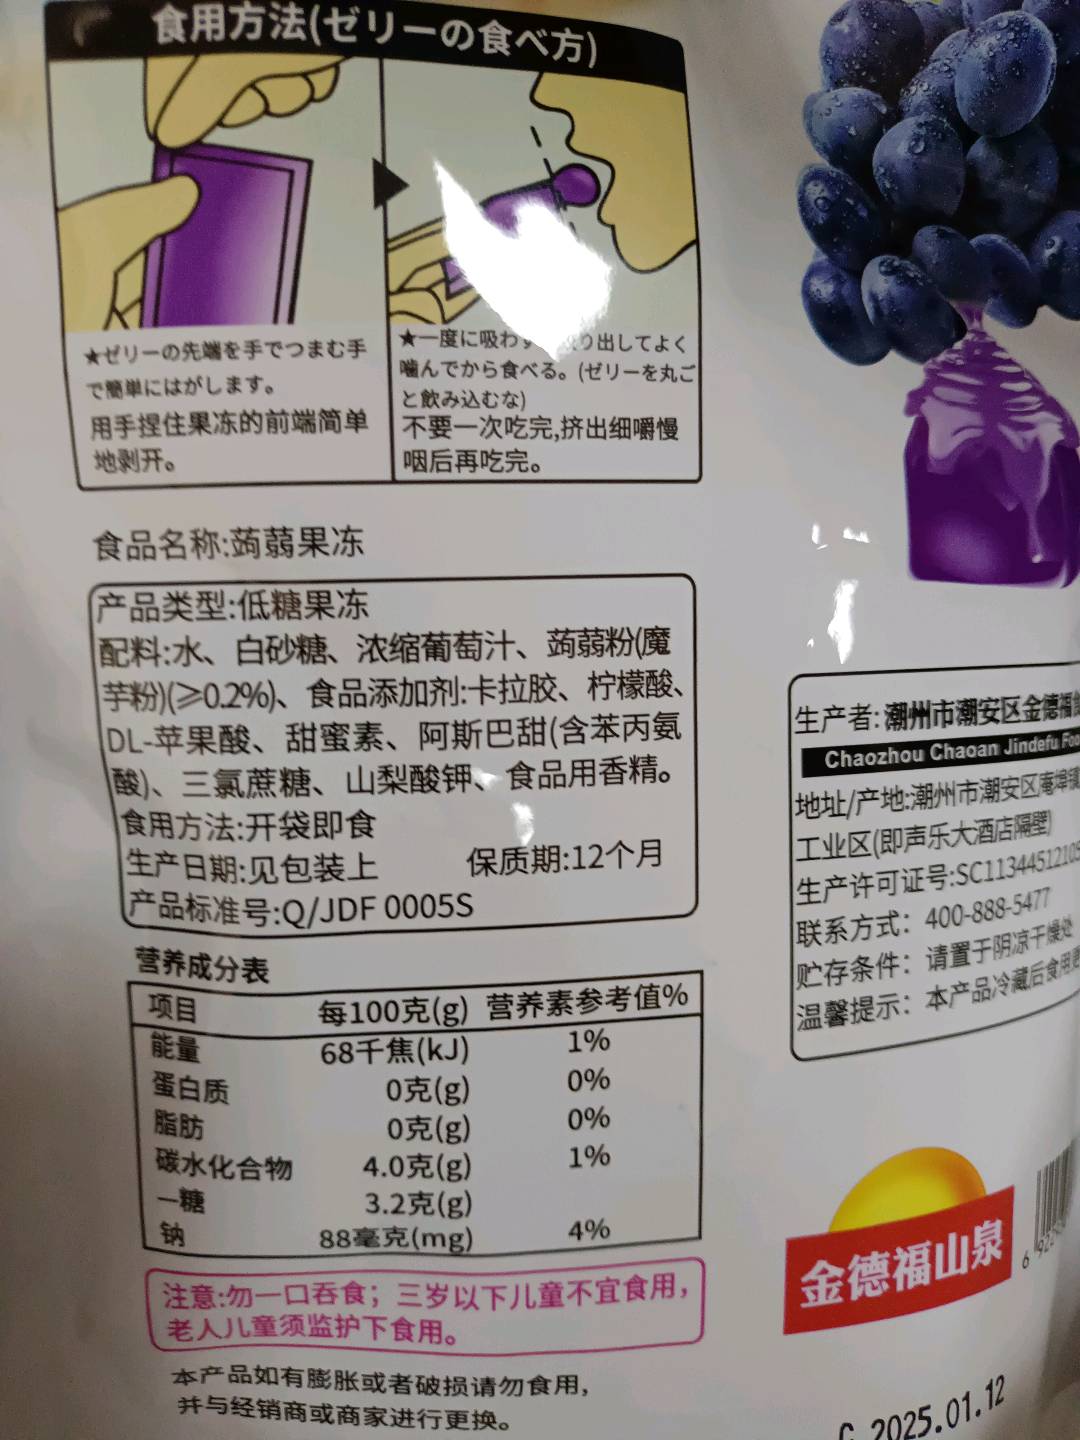 食用方法(ゼリーの食べ方)
★ゼリーの先端を手でつまむ手
で簡単にはがします。
用手捏住果冻的前端简单
地剥开。
★一度に吸わず
り出してよく
噛んでから食べる。(ゼリーを丸ご
と飲み込むな)
不要一次吃完,挤出细嚼慢
咽后再吃完。
食品名称:蒟蒻果冻
产品类型:低糖果冻
配料:水、白砂糖、浓缩葡萄汁、蒟蒻粉(魔
芋粉)(≥0.2%)、食品添加剂:卡拉胶、柠檬酸、
DL-苹果酸、甜蜜素、阿斯巴甜(含苯丙氨
酸)、三氯蔗糖、山梨酸钾、食品用香精。
食用方法:开袋即食
生产日期:见包装上 保质期:12个月
产品标准号:Q/JDF 0005S
营养成分表
项目 每100克(g) 营养素参考值%
能量 68千焦(kJ) 1%
蛋白质 0克(g) 0%
脂肪 0克(g) 0%
碳水化合物 4.0克(g) 1%
—糖 3.2克(g)
钠 88毫克(mg) 4%
注意:勿一口吞食；三岁以下儿童不宜食用，
老人儿童须监护下食用。
本产品如有膨胀或者破损请勿食用，
并与经销商或商家进行更换。
生产者:潮州市潮安区金德福
Chaozhou Chaoan Jindefu
地址/产地:潮州市潮安区庵埠镇
工业区(即声乐大酒店隔壁)
生产许可证号:SC113445121
联系方式：400-888-5477
贮存条件：请置于阴凉干燥处
温馨提示：本产品冷藏后食用
金德福山泉
2025.01.12